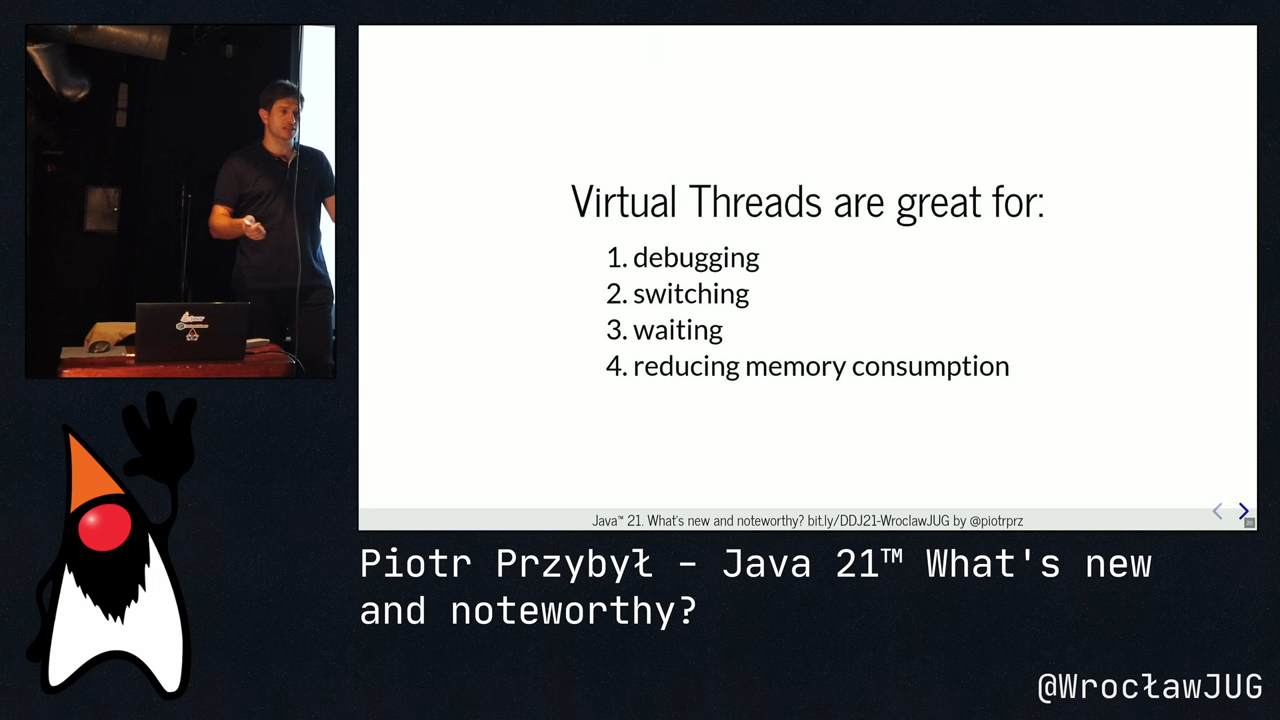 Virtual Threads are great for:
1. debugging
2. switching
3. waiting
4. reducing memory consumption
Java™ 21. What's new and noteworthy? bit.ly/DDJ21-WroclawJUG by @piotrprz
Piotr Przybył - Java 21™ What's new
and noteworthy?
@WrocławJUG